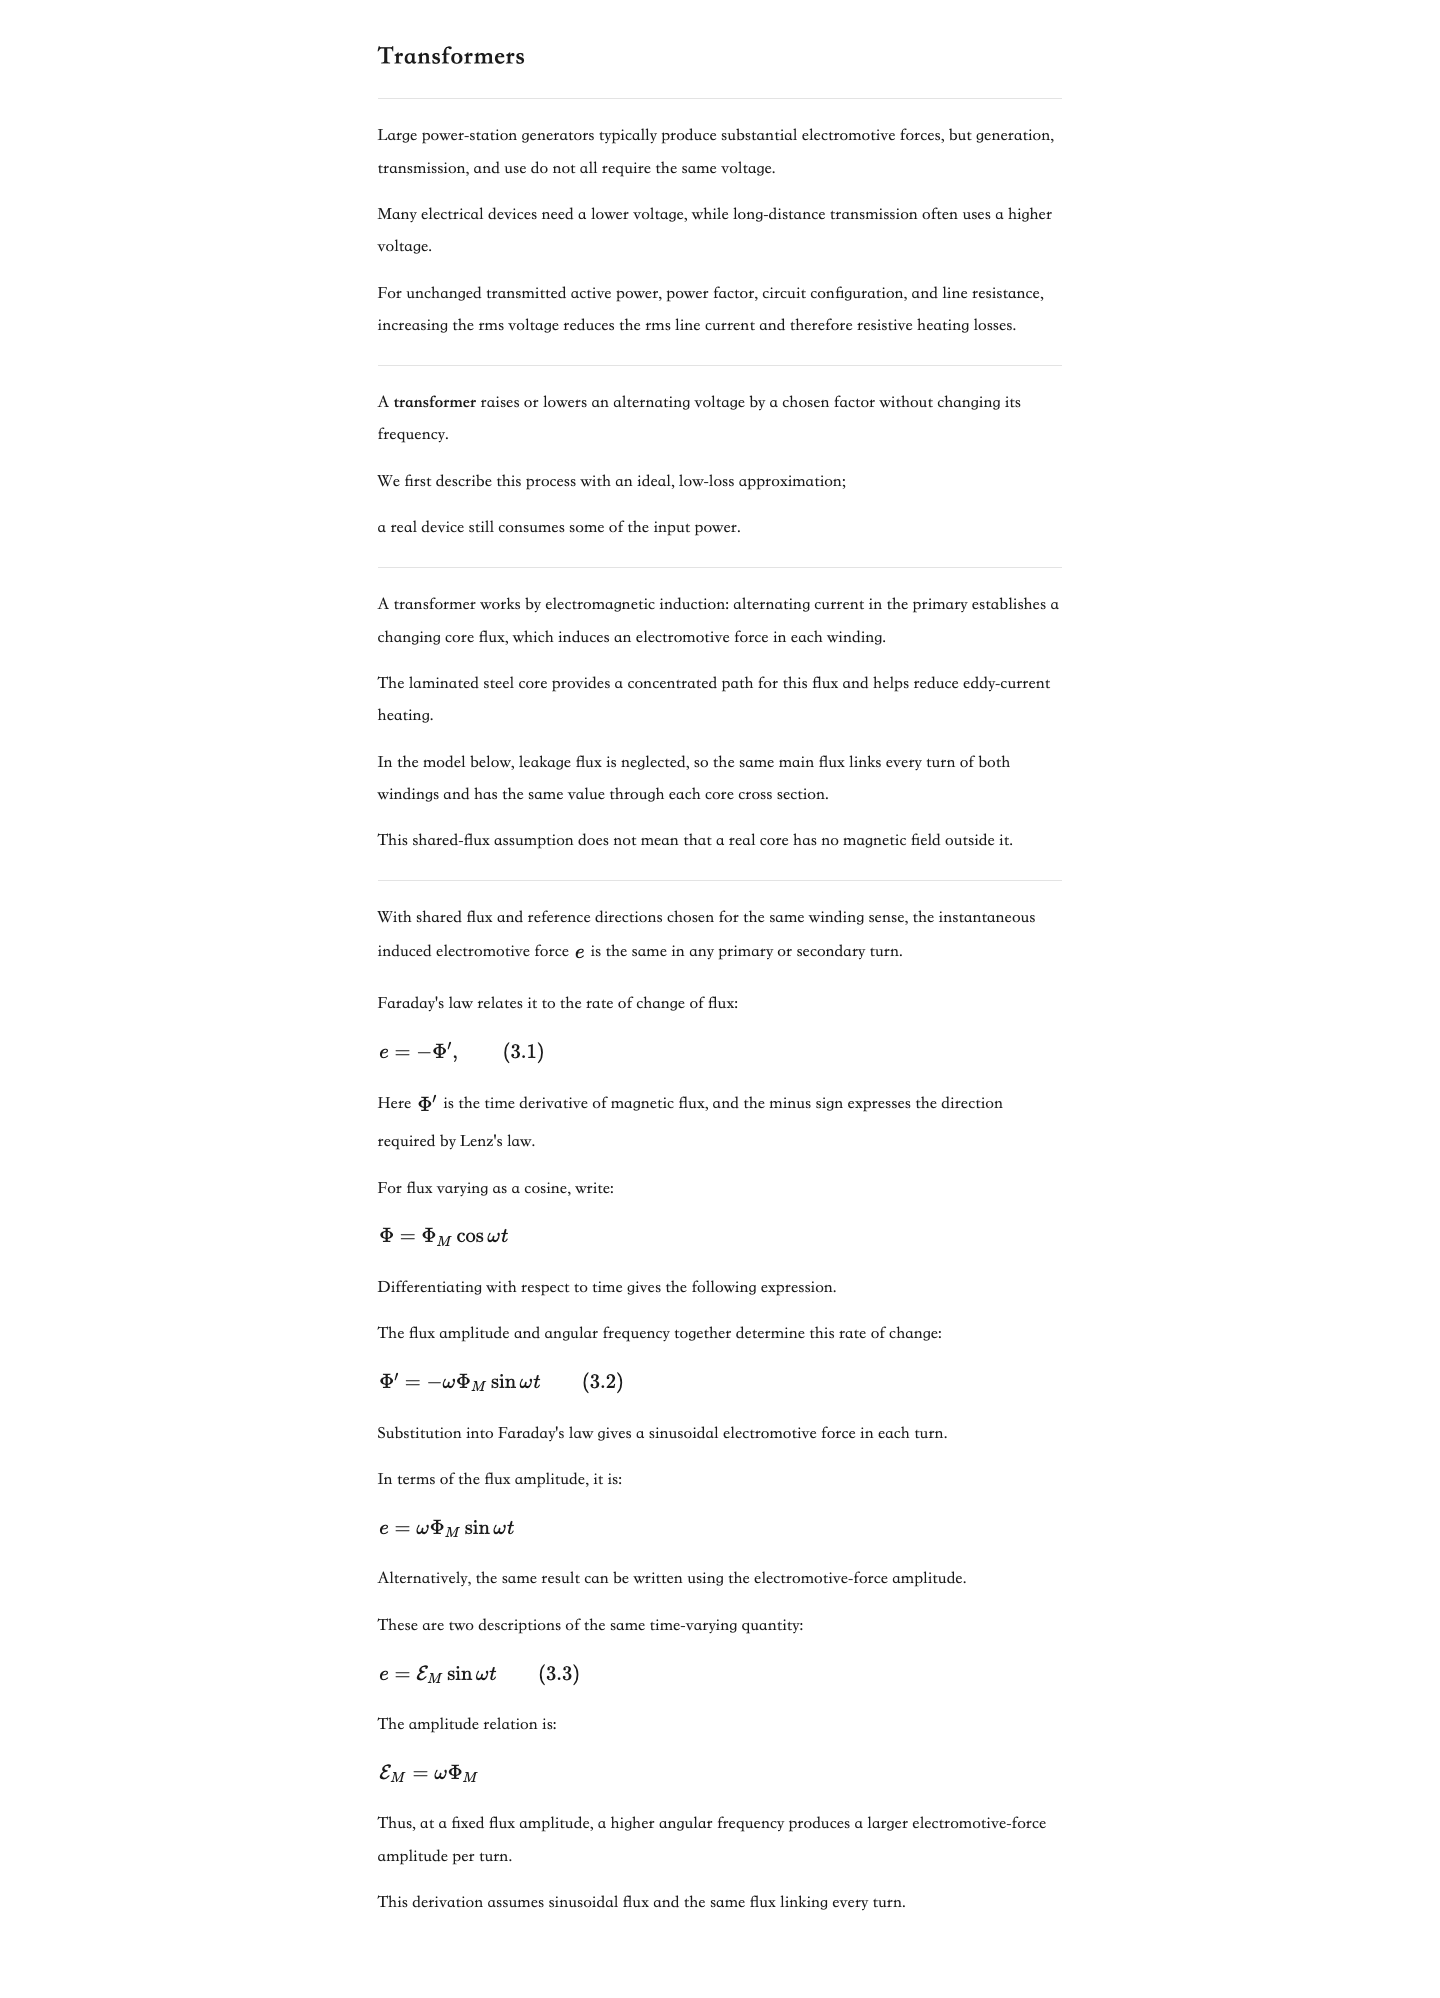 Transformers
Large power-station generators typically produce substantial electromotive forces, but generation,
transmission, and use do not all require the same voltage.
Many electrical devices need a lower voltage, while long-distance transmission often uses a higher
voltage.
For unchanged transmitted active power, power factor, circuit configuration, and line resistance,
increasing the rms voltage reduces the rms line current and therefore resistive heating losses.
A transformer raises or lowers an alternating voltage by a chosen factor without changing its
frequency.
We first describe this process with an ideal, low-loss approximation;
a real device still consumes some of the input power.
A transformer works by electromagnetic induction: alternating current in the primary establishes a
changing core flux, which induces an electromotive force in each winding.
The laminated steel core provides a concentrated path for this flux and helps reduce eddy-current
heating.
In the model below, leakage flux is neglected, so the same main flux links every turn of both
windings and has the same value through each core cross section.
This shared-flux assumption does not mean that a real core has no magnetic field outside it.
With shared flux and reference directions chosen for the same winding sense, the instantaneous
induced electromotive force e is the same in any primary or secondary turn.
Faraday's law relates it to the rate of change of flux:
e = −Φ′, (3.1)
Here Φ′ is the time derivative of magnetic flux, and the minus sign expresses the direction
required by Lenz's law.
For flux varying as a cosine, write:
Φ = Φ_M cos ωt
Differentiating with respect to time gives the following expression.
The flux amplitude and angular frequency together determine this rate of change:
Φ′ = −ωΦ_M sin ωt (3.2)
Substitution into Faraday's law gives a sinusoidal electromotive force in each turn.
In terms of the flux amplitude, it is:
e = ωΦ_M sin ωt
Alternatively, the same result can be written using the electromotive-force amplitude.
These are two descriptions of the same time-varying quantity:
e = ℰ_M sin ωt (3.3)
The amplitude relation is:
ℰ_M = ωΦ_M
Thus, at a fixed flux amplitude, a higher angular frequency produces a larger electromotive-force
amplitude per turn.
This derivation assumes sinusoidal flux and the same flux linking every turn.